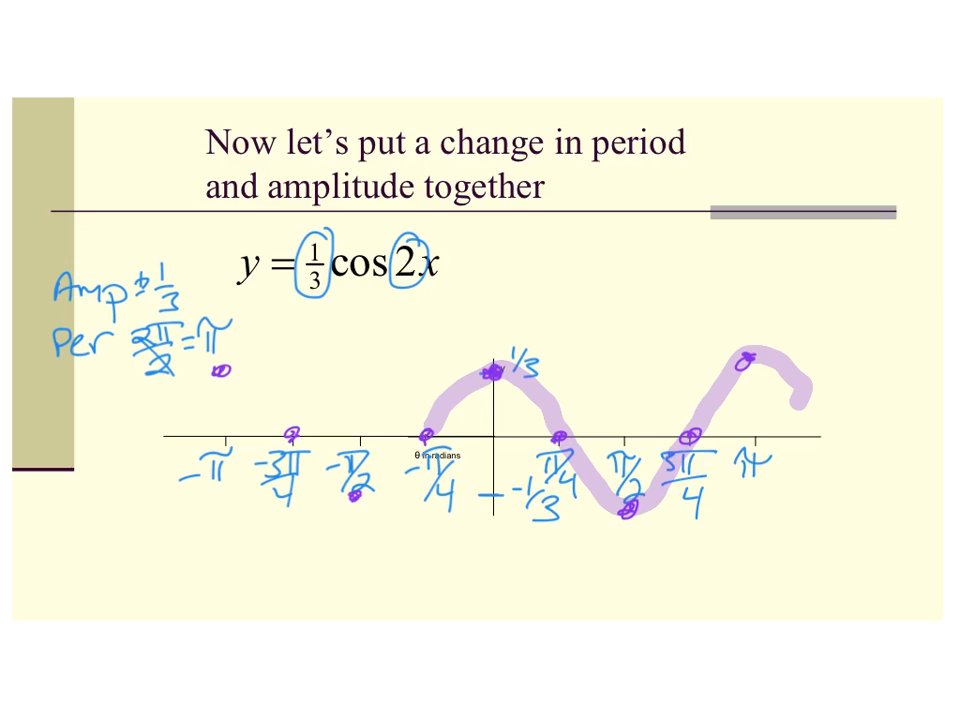 Now let's put a change in period
and amplitude together
y = 1/3 cos 2x
Amp = 1/3
Per 2π/2 = π
1/3
θ in radians
-π -3π/4 -π/2 -π/4 π/4 π/2 3π/4 π
-1/3